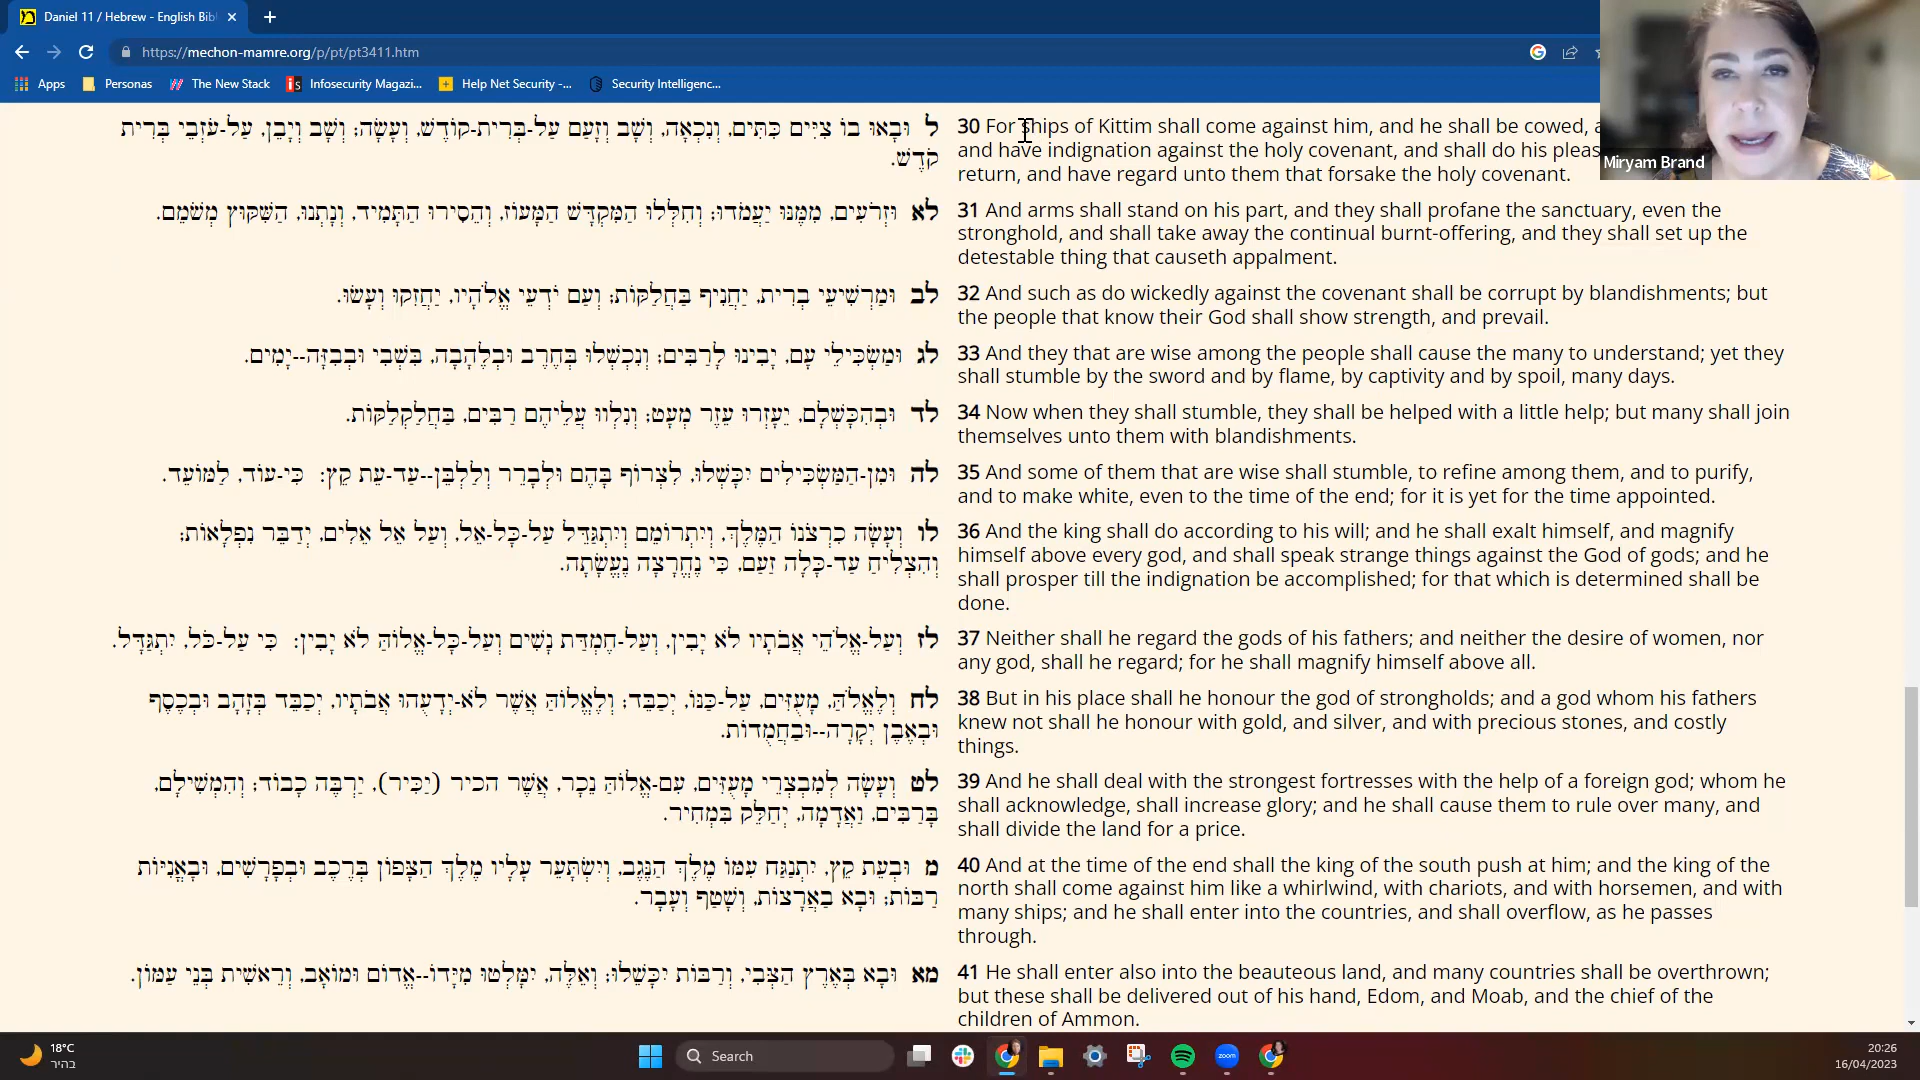 Daniel 11 / Hebrew - English Bibl
https://mechon-mamre.org/p/pt/pt3411.htm
Apps
Personas
The New Stack
Infosecurity Magazi...
Help Net Security -...
Security Intelligenc...
Miryam Brand
ל וּבָאוּ בוֹ צִיִּים כִּתִּים, וְנִכְאָה, וְשָׁב וְזָעַם עַל-בְּרִית-קוֹדֶשׁ, וְעָשָׂה; וְשָׁב וְיָבֵן, עַל-עֹזְבֵי בְּרִית
קֹדֶשׁ.
30 For ships of Kittim shall come against him, and he shall be cowed,
and have indignation against the holy covenant, and shall do his
return, and have regard unto them that forsake the holy covenant.
לא וּזְרֹעִים, מִמֶּנּוּ יַעֲמֹדוּ; וְחִלְּלוּ הַמִּקְדָּשׁ הַמָּעוֹז, וְהֵסִירוּ הַתָּמִיד, וְנָתְנוּ, הַשִּׁקּוּץ מְשֹׁמֵם.
31 And arms shall stand on his part, and they shall profane the sanctuary, even the
stronghold, and shall take away the continual burnt-offering, and they shall set up the
detestable thing that causeth appalment.
לב וּמַרְשִׁיעֵי בְרִית, יַחֲנִיף בַּחֲלַקּוֹת; וְעַם יֹדְעֵי אֱלֹהָיו, יַחֲזִקוּ וְעָשׂוּ.
32 And such as do wickedly against the covenant shall be corrupt by blandishments; but
the people that know their God shall show strength, and prevail.
לג וּמַשְׂכִּילֵי עָם, יָבִינוּ לָרַבִּים; וְנִכְשְׁלוּ בְּחֶרֶב וּבְלֶהָבָה, בִּשְׁבִי וּבְבִזָּה--יָמִים.
33 And they that are wise among the people shall cause the many to understand; yet they
shall stumble by the sword and by flame, by captivity and by spoil, many days.
לד וּבְהִכָּשְׁלָם, יֵעָזְרוּ עֵזֶר מְעָט; וְנִלְווּ עֲלֵיהֶם רַבִּים, בַּחֲלַקְלַקּוֹת.
34 Now when they shall stumble, they shall be helped with a little help; but many shall join
themselves unto them with blandishments.
לה וּמִן-הַמַּשְׂכִּילִים יִכָּשְׁלוּ, לִצְרוֹף בָּהֶם וּלְבָרֵר וְלַלְבֵּן--עַד-עֵת קֵץ: כִּי-עוֹד, לַמּוֹעֵד.
35 And some of them that are wise shall stumble, to refine among them, and to purify,
and to make white, even to the time of the end; for it is yet for the time appointed.
לו וְעָשָׂה כִרְצֹנוֹ הַמֶּלֶךְ, וְיִתְרוֹמֵם וְיִתְגַּדֵּל עַל-כָּל-אֵל, וְעַל אֵל אֵלִים, יְדַבֵּר נִפְלָאוֹת;
וְהִצְלִיחַ עַד-כָּלָה זַעַם, כִּי נֶחֱרָצָה נֶעֱשָׂתָה.
36 And the king shall do according to his will; and he shall exalt himself, and magnify
himself above every god, and shall speak strange things against the God of gods; and he
shall prosper till the indignation be accomplished; for that which is determined shall be
done.
לז וְעַל-אֱלֹהֵי אֲבֹתָיו לֹא יָבִין, וְעַל-חֶמְדַּת נָשִׁים וְעַל-כָּל-אֱלוֹהַּ לֹא יָבִין: כִּי עַל-כֹּל, יִתְגַּדָּל.
37 Neither shall he regard the gods of his fathers; and neither the desire of women, nor
any god, shall he regard; for he shall magnify himself above all.
לח וְלֶאֱלֹהַּ, מָעֻזִּים, עַל-כַּנּוֹ, יְכַבֵּד; וְלֶאֱלוֹהַּ אֲשֶׁר לֹא-יְדָעֻהוּ אֲבֹתָיו, יְכַבֵּד בְּזָהָב וּבְכֶסֶף
וּבְאֶבֶן יְקָרָה--וּבַחֲמֻדוֹת.
38 But in his place shall he honour the god of strongholds; and a god whom his fathers
knew not shall he honour with gold, and silver, and with precious stones, and costly
things.
לט וְעָשָׂה לְמִבְצְרֵי מָעֻזִּים, עִם-אֱלוֹהַּ נֵכָר, אֲשֶׁר הכיר (יַכִּיר), יַרְבֶּה כָבוֹד; וְהִמְשִׁילָם,
בָּרַבִּים, וַאֲדָמָה, יְחַלֵּק בִּמְחִיר.
39 And he shall deal with the strongest fortresses with the help of a foreign god; whom he
shall acknowledge, shall increase glory; and he shall cause them to rule over many, and
shall divide the land for a price.
מ וּבְעֵת קֵץ, יִתְנַגַּח עִמּוֹ מֶלֶךְ הַנֶּגֶב, וְיִשְׂתָּעֵר עָלָיו מֶלֶךְ הַצָּפוֹן בְּרֶכֶב וּבְפָרָשִׁים, וּבָאֳנִיּוֹת
רַבּוֹת; וּבָא בַאֲרָצוֹת, וְשָׁטַף וְעָבָר.
40 And at the time of the end shall the king of the south push at him; and the king of the
north shall come against him like a whirlwind, with chariots, and with horsemen, and with
many ships; and he shall enter into the countries, and shall overflow, as he passes
through.
מא וּבָא בְּאֶרֶץ הַצְּבִי, וְרַבּוֹת יִכָּשֵׁלוּ; וְאֵלֶּה, יִמָּלְטוּ מִיָּדוֹ--אֱדוֹם וּמוֹאָב, וְרֵאשִׁית בְּנֵי עַמּוֹן.
41 He shall enter also into the beauteous land, and many countries shall be overthrown;
but these shall be delivered out of his hand, Edom, and Moab, and the chief of the
children of Ammon.
18°C
בהיר
Search
zoom
20:26
16/04/2023